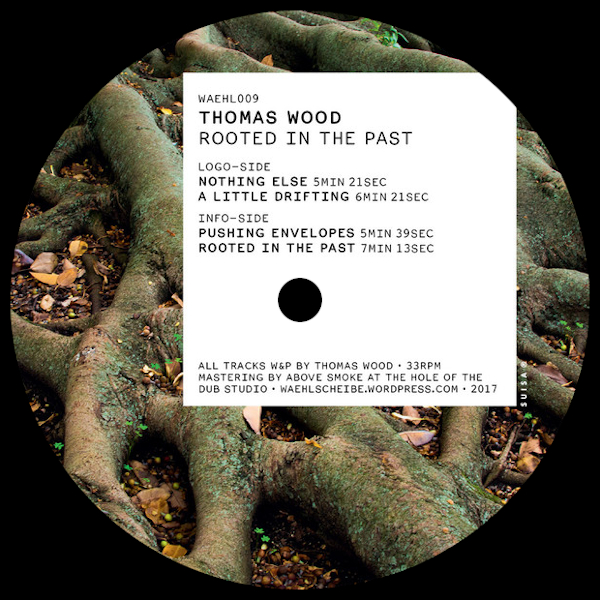 WAEHL009
THOMAS WOOD
ROOTED IN THE PAST
LOGO-SIDE
NOTHING ELSE 5MIN 21SEC
A LITTLE DRIFTING 6MIN 21SEC
INFO-SIDE
PUSHING ENVELOPES 5MIN 39SEC
ROOTED IN THE PAST 7MIN 13SEC
ALL TRACKS W&P BY THOMAS WOOD • 33RPM
MASTERING BY ABOVE SMOKE AT THE HOLE OF THE
DUB STUDIO • WAEHLSCHEIBE.WORDPRESS.COM • 2017
SUISA